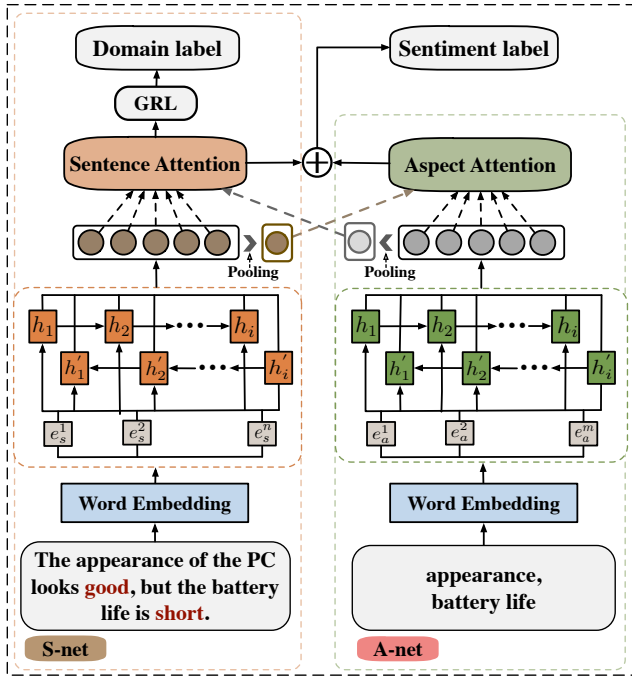 Domain label
Sentiment label
GRL
Sentence Attention
Aspect Attention
Pooling
Pooling
h₁ h₂ ••• hᵢ
h′₁ h′₂ ••• h′ᵢ
h₁ h₂ ••• hᵢ
h′₁ h′₂ ••• h′ᵢ
e¹ₛ e²ₛ eⁿₛ
e¹ₐ e²ₐ eᵐₐ
Word Embedding
Word Embedding
The appearance of the PC
looks good, but the battery
life is short.
appearance,
battery life
S-net
A-net